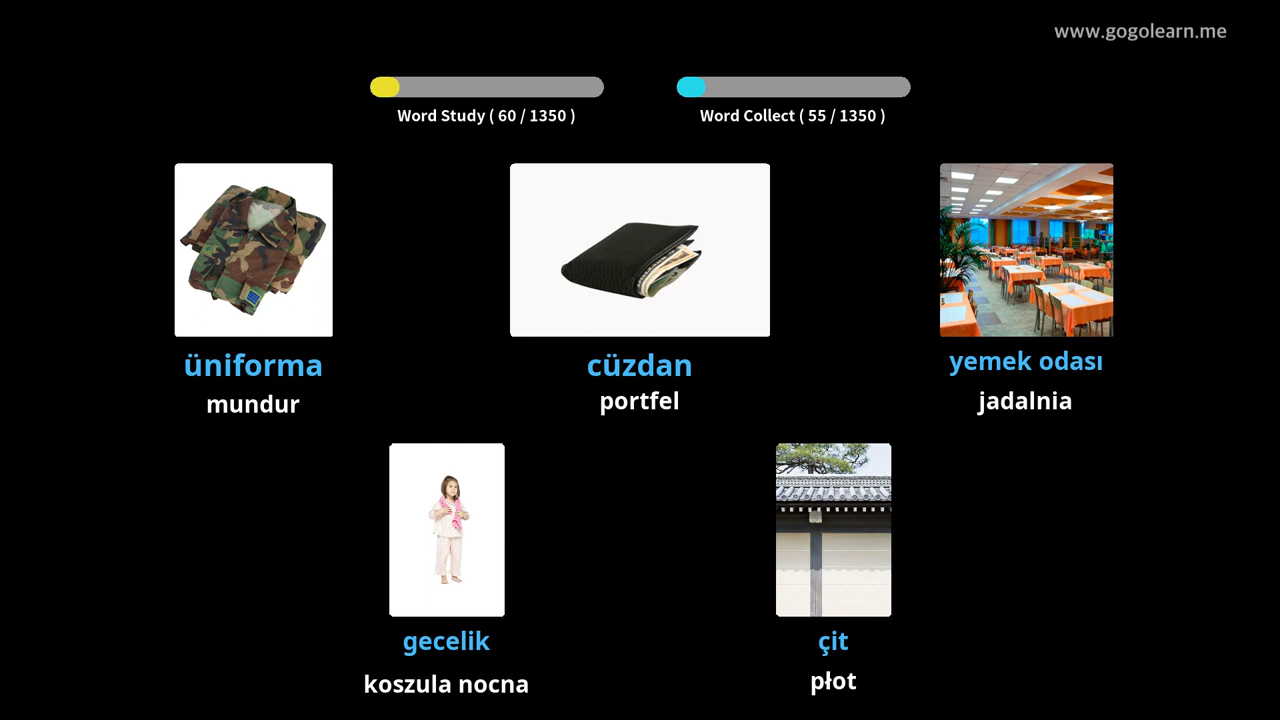 www.gogolearn.me
Word Study ( 60 / 1350 )
Word Collect ( 55 / 1350 )
üniforma
cüzdan
yemek odası
mundur
portfel
jadalnia
gecelik
çit
koszula nocna
płot